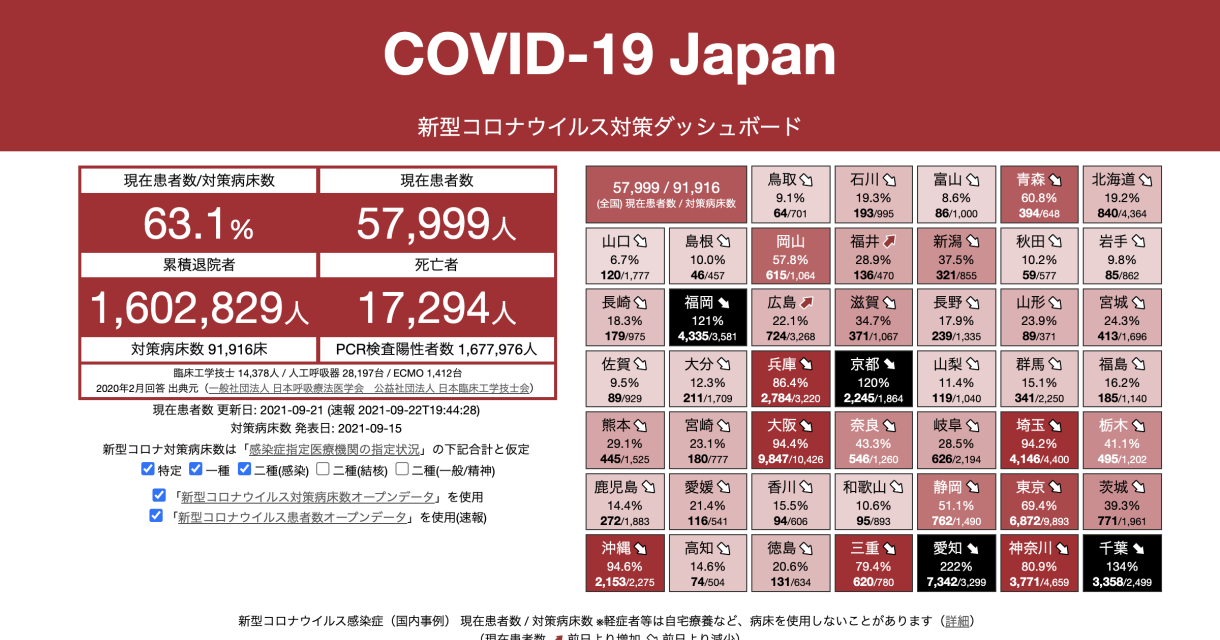 COVID-19 Japan
新型コロナウイルス対策ダッシュボード
現在患者数/対策病床数
現在患者数
63.1%
57,999人
累積退院者
死亡者
1,602,829人
17,294人
対策病床数 91,916床
PCR検査陽性者数 1,677,976人
臨床工学技士 14,378人 / 人工呼吸器 28,197台 / ECMO 1,412台
2020年2月回答 出典元（一般社団法人 日本呼吸療法医学会　公益社団法人 日本臨床工学技士会）
現在患者数 更新日: 2021-09-21 (速報 2021-09-22T19:44:28)
対策病床数 発表日: 2021-09-15
新型コロナ対策病床数は「感染症指定医療機関の指定状況」の下記合計と仮定
特定 一種 二種(感染) 二種(結核) 二種(一般/精神)
「新型コロナウイルス対策病床数オープンデータ」を使用
「新型コロナウイルス患者数オープンデータ」を使用(速報)
57,999 / 91,916
(全国) 現在患者数 / 対策病床数
鳥取
9.1%
64/701
石川
19.3%
193/995
富山
8.6%
86/1,000
青森
60.8%
394/648
北海道
19.2%
840/4,364
山口
6.7%
120/1,777
島根
10.0%
46/457
岡山
57.8%
615/1,064
福井
28.9%
136/470
新潟
37.5%
321/855
秋田
10.2%
59/577
岩手
9.8%
85/862
長崎
18.3%
179/975
福岡
121%
4,335/3,581
広島
22.1%
724/3,268
滋賀
34.7%
371/1,067
長野
17.9%
239/1,335
山形
23.9%
89/371
宮城
24.3%
413/1,696
佐賀
9.5%
89/929
大分
12.3%
211/1,709
兵庫
86.4%
2,784/3,220
京都
120%
2,245/1,864
山梨
11.4%
119/1,040
群馬
15.1%
341/2,250
福島
16.2%
185/1,140
熊本
29.1%
445/1,525
宮崎
23.1%
180/777
大阪
94.4%
9,847/10,426
奈良
43.3%
546/1,260
岐阜
28.5%
626/2,194
埼玉
94.2%
4,146/4,400
栃木
41.1%
495/1,202
鹿児島
14.4%
272/1,883
愛媛
21.4%
116/541
香川
15.5%
94/606
和歌山
10.6%
95/893
静岡
51.1%
762/1,490
東京
69.4%
6,872/9,893
茨城
39.3%
771/1,961
沖縄
94.6%
2,153/2,275
高知
14.6%
74/504
徳島
20.6%
131/634
三重
79.4%
620/780
愛知
222%
7,342/3,299
神奈川
80.9%
3,771/4,659
千葉
134%
3,358/2,499
新型コロナウイルス感染症（国内事例） 現在患者数 / 対策病床数 ※軽症者等は自宅療養など、病床を使用しないことがあります（詳細）
（現在患者数 前日より増加 前日より減少）